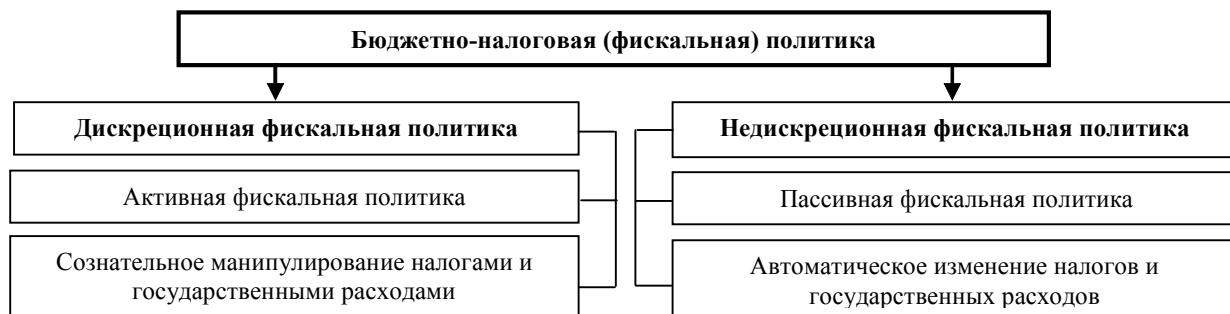 Бюджетно-налоговая (фискальная) политика
Дискреционная фискальная политика
Активная фискальная политика
Сознательное манипулирование налогами и
государственными расходами
Недискреционная фискальная политика
Пассивная фискальная политика
Автоматическое изменение налогов и
государственных расходов